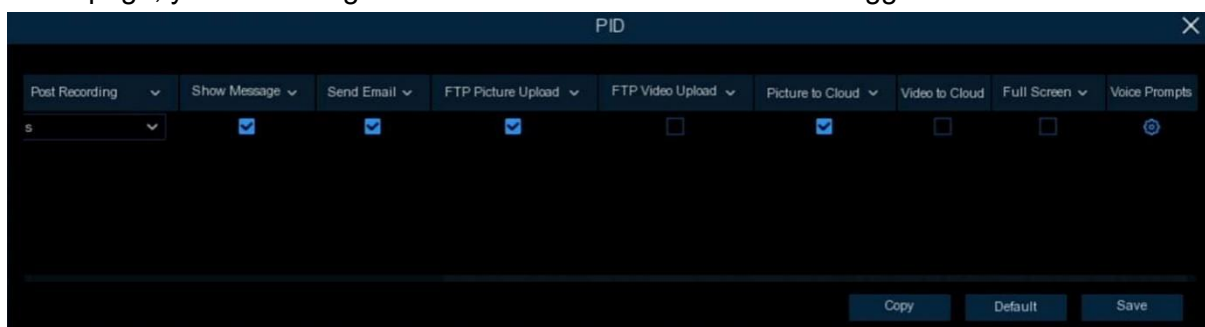 PID
Post Recording Show Message Send Email FTP Picture Upload FTP Video Upload Picture to Cloud Video to Cloud Full Screen Voice Prompts
s
Copy Default Save